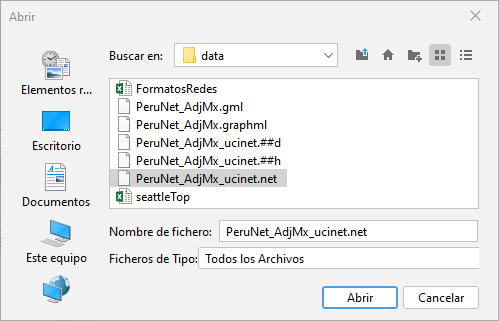 Abrir
Buscar en: data
Elementos r...
Escritorio
Documentos
Este equipo
FormatosRedes
PeruNet_AdjMx.gml
PeruNet_AdjMx.graphml
PeruNet_AdjMx_ucinet.##d
PeruNet_AdjMx_ucinet.##h
PeruNet_AdjMx_ucinet.net
seattleTop
Nombre de fichero: PeruNet_AdjMx_ucinet.net
Ficheros de Tipo: Todos los Archivos
Abrir Cancelar